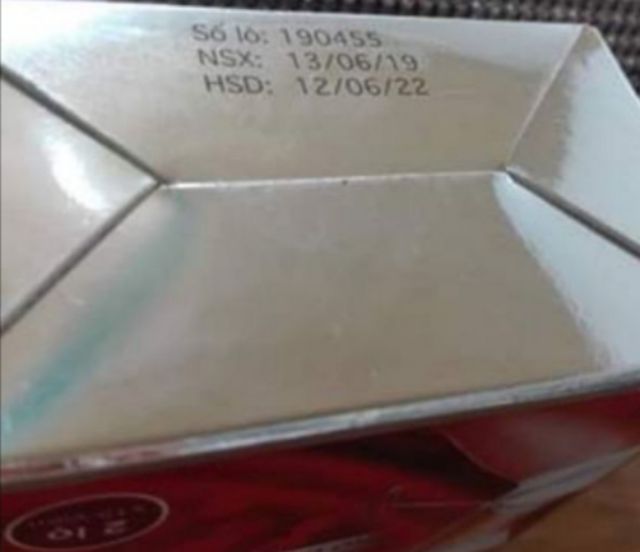 Số lô: 190455
NSX: 13/06/19
HSD: 12/06/22